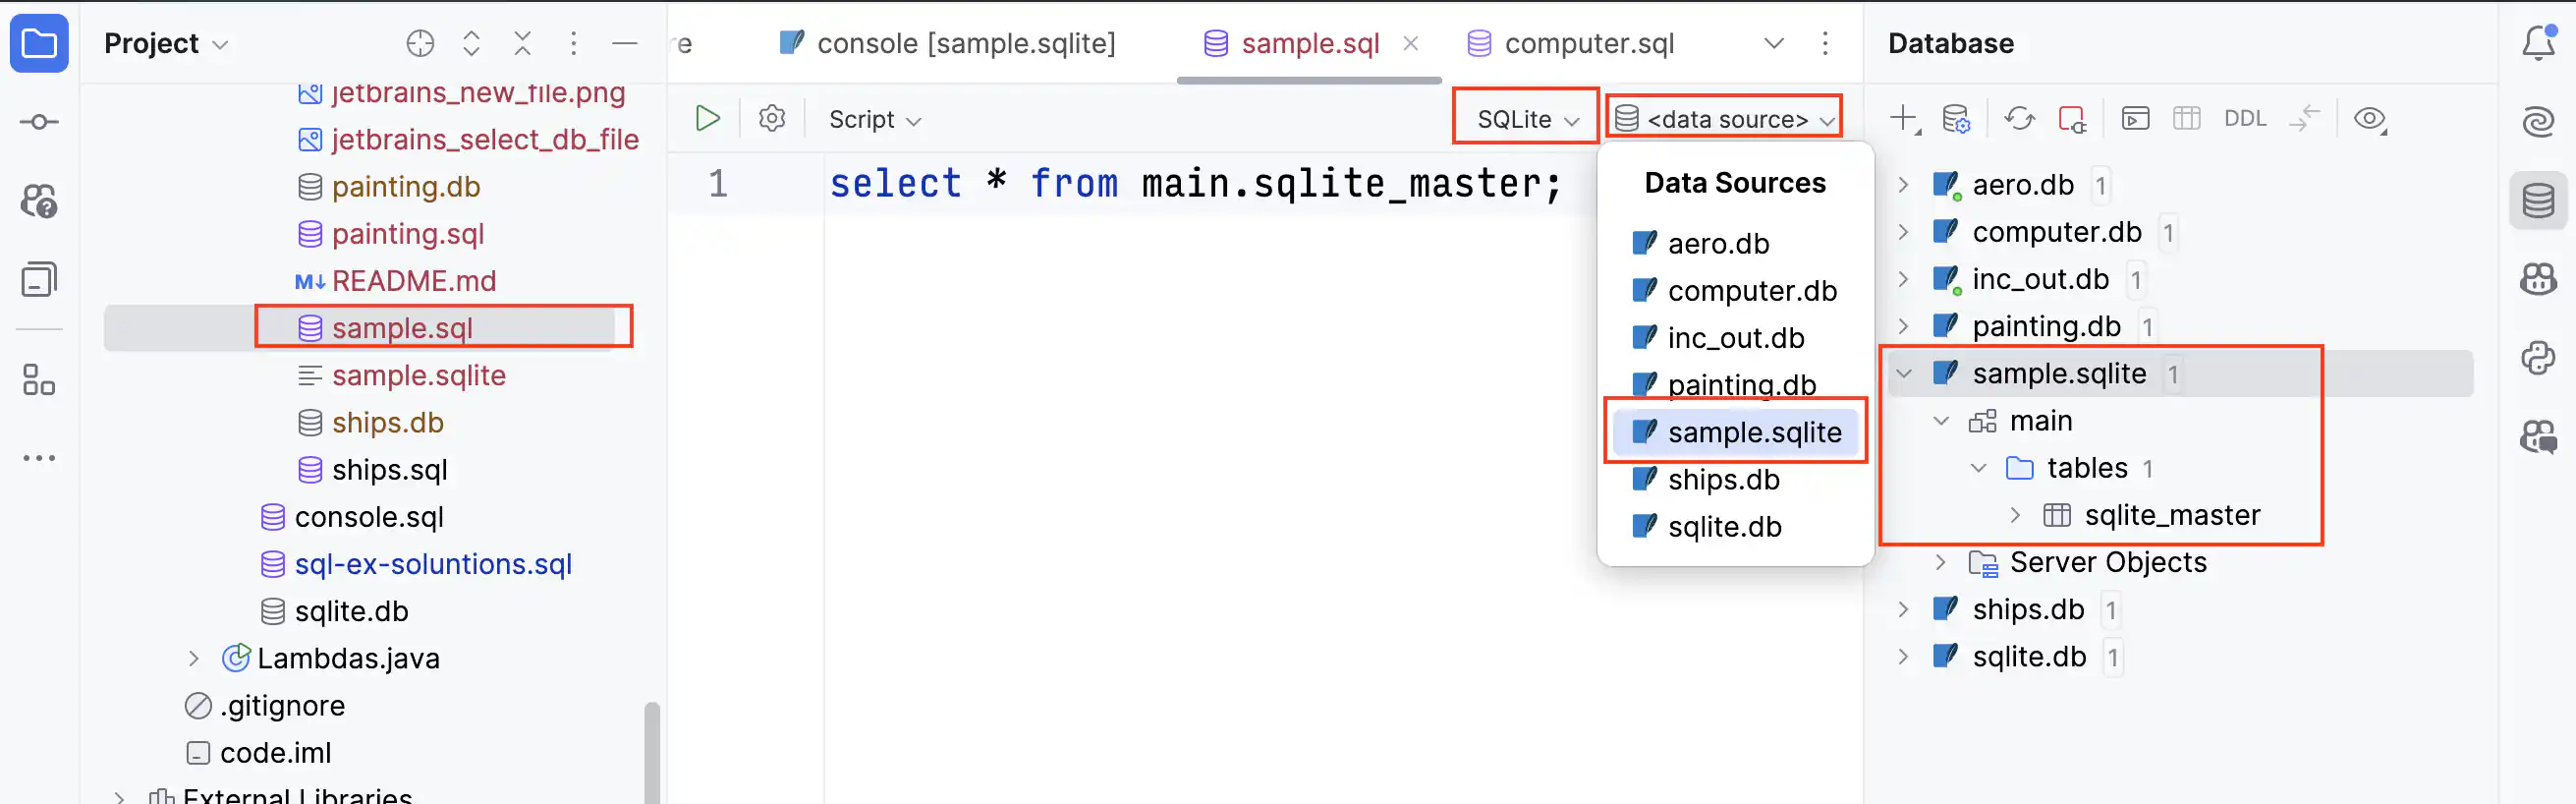 Project
jetbrains_new_file.png
jetbrains_select_db_file
painting.db
painting.sql
M↓ README.md
sample.sql
sample.sqlite
ships.db
ships.sql
console.sql
sql-ex-soluntions.sql
sqlite.db
Lambdas.java
.gitignore
code.iml
External Libraries
re
console [sample.sqlite]
sample.sql
computer.sql
Script
SQLite
<data source>
1
select * from main.sqlite_master;
Data Sources
aero.db
computer.db
inc_out.db
painting.db
sample.sqlite
ships.db
sqlite.db
Database
DDL
aero.db 1
computer.db 1
inc_out.db 1
painting.db 1
sample.sqlite 1
main
tables 1
sqlite_master
Server Objects
ships.db 1
sqlite.db 1